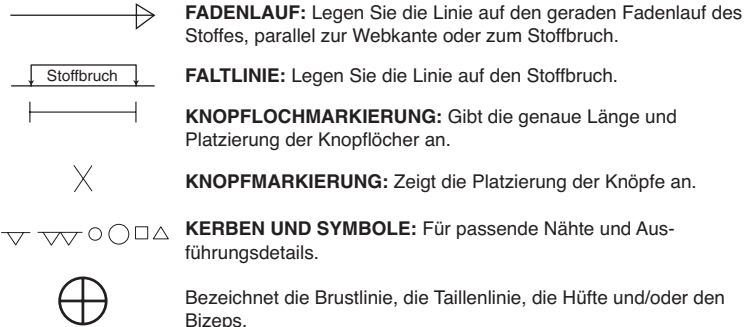 FADENLAUF: Legen Sie die Linie auf den geraden Fadenlauf des
Stoffes, parallel zur Webkante oder zum Stoffbruch.
Stoffbruch
FALTLINIE: Legen Sie die Linie auf den Stoffbruch.
KNOPFLOCHMARKIERUNG: Gibt die genaue Länge und
Platzierung der Knopflöcher an.
KNOPFMARKIERUNG: Zeigt die Platzierung der Knöpfe an.
KERBEN UND SYMBOLE: Für passende Nähte und Aus-
führungsdetails.
Bezeichnet die Brustlinie, die Taillenlinie, die Hüfte und/oder den
Bizeps.